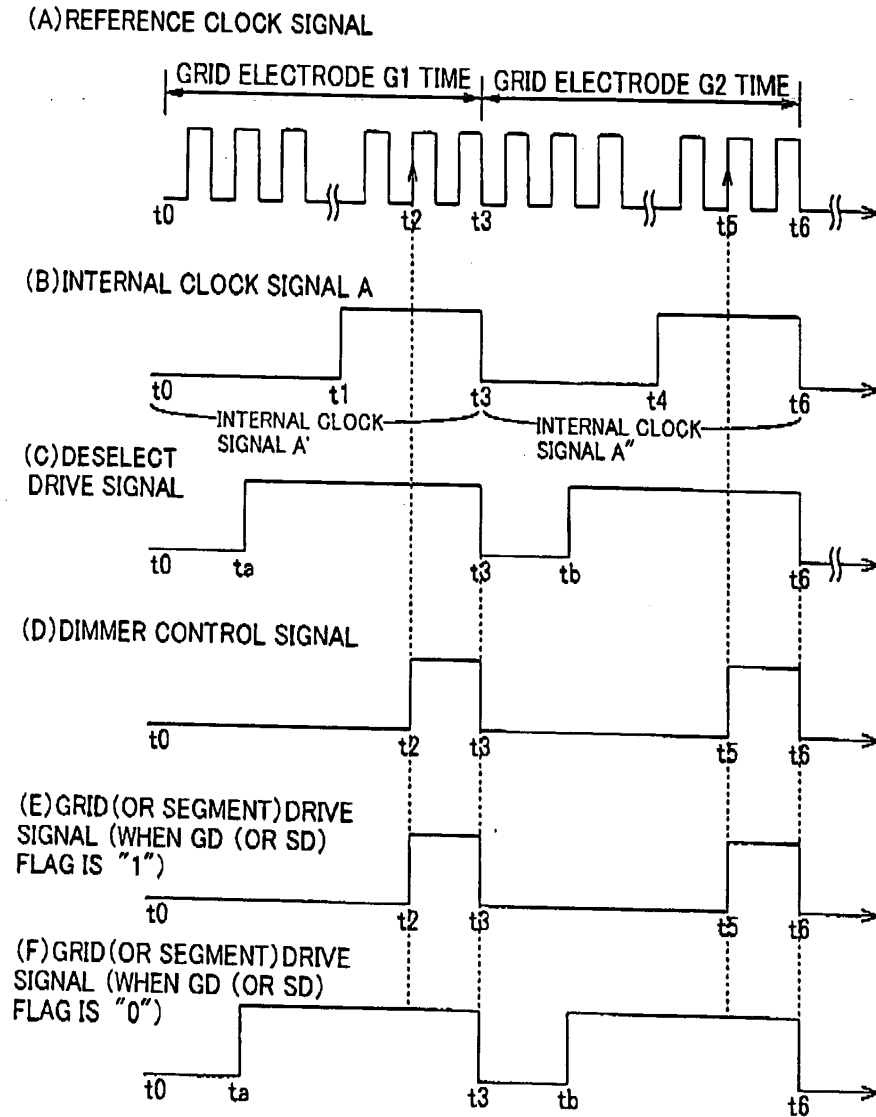 (A)REFERENCE CLOCK SIGNAL
GRID ELECTRODE G1 TIME GRID ELECTRODE G2 TIME
t0 t2 t3 t5 t6
(B)INTERNAL CLOCK SIGNAL A
t0 t1 t3 t4 t6
INTERNAL CLOCK
SIGNAL A'
INTERNAL CLOCK
SIGNAL A"
(C)DESELECT
DRIVE SIGNAL
t0 ta t3 tb t6
(D)DIMMER CONTROL SIGNAL
t0 t2 t3 t5 t6
(E)GRID(OR SEGMENT)DRIVE
SIGNAL (WHEN GD (OR SD)
FLAG IS "1")
t0 t2 t3 t5 t6
(F)GRID(OR SEGMENT)DRIVE
SIGNAL (WHEN GD (OR SD)
FLAG IS "0")
t0 ta t3 tb t6